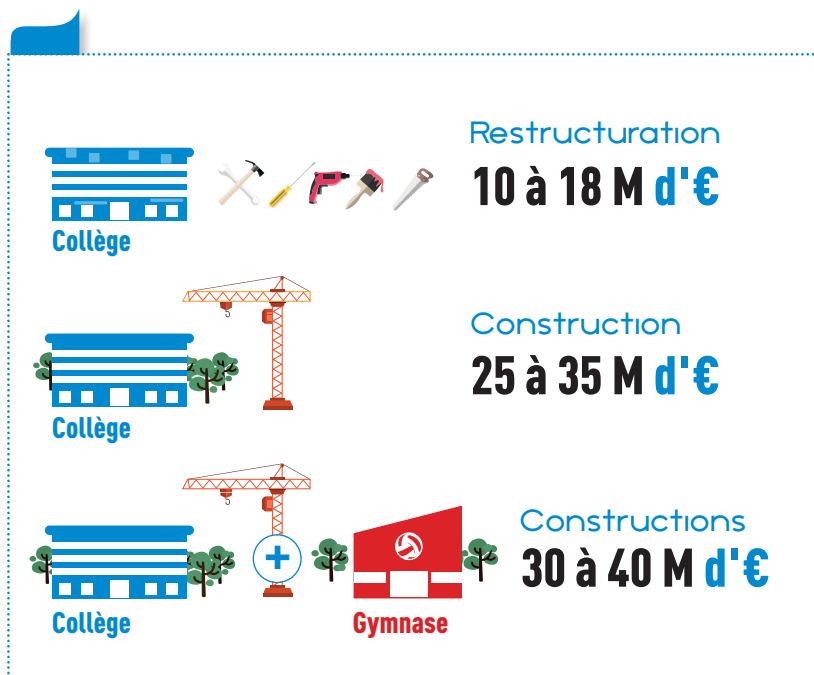 Restructuration
10 à 18 M d'€
Collège
Construction
25 à 35 M d'€
Collège
Constructions
30 à 40 M d'€
+
Collège
Gymnase